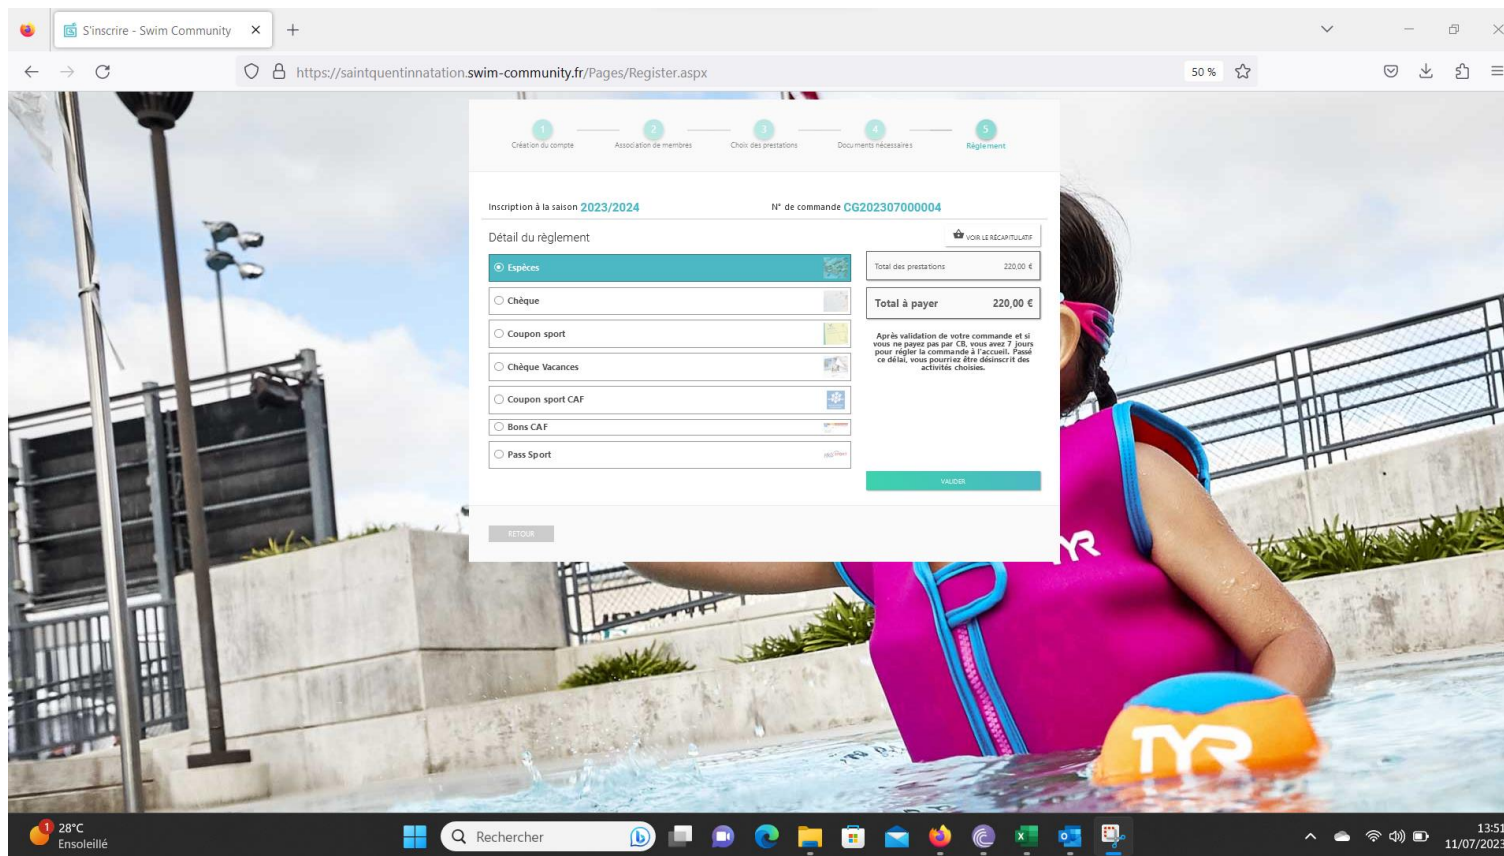 S'inscrire - Swim Community
https://saintquentinnatation.swim-community.fr/Pages/Register.aspx
50 %
1 2 3 4 5
Création du compte Association de membres Choix des prestations Documents nécessaires Règlement
Inscription à la saison 2023/2024 N° de commande CG202307000004
Détail du règlement VOIR LE RÉCAPITULATIF
Espèces
Chèque
Coupon sport
Chèque Vacances
Coupon sport CAF
Bons CAF
Pass Sport
Total des prestations 220,00 €
Total à payer 220,00 €
Après validation de votre commande et si
vous ne payez pas par CB, vous avez 7 jours
pour régler la commande à l'accueil. Passé
ce délai, vous pourriez être désinscrit des
activités choisies.
VALIDER
RETOUR
TYR
1
28°C
Ensoleillé
Rechercher
13:51
11/07/2023